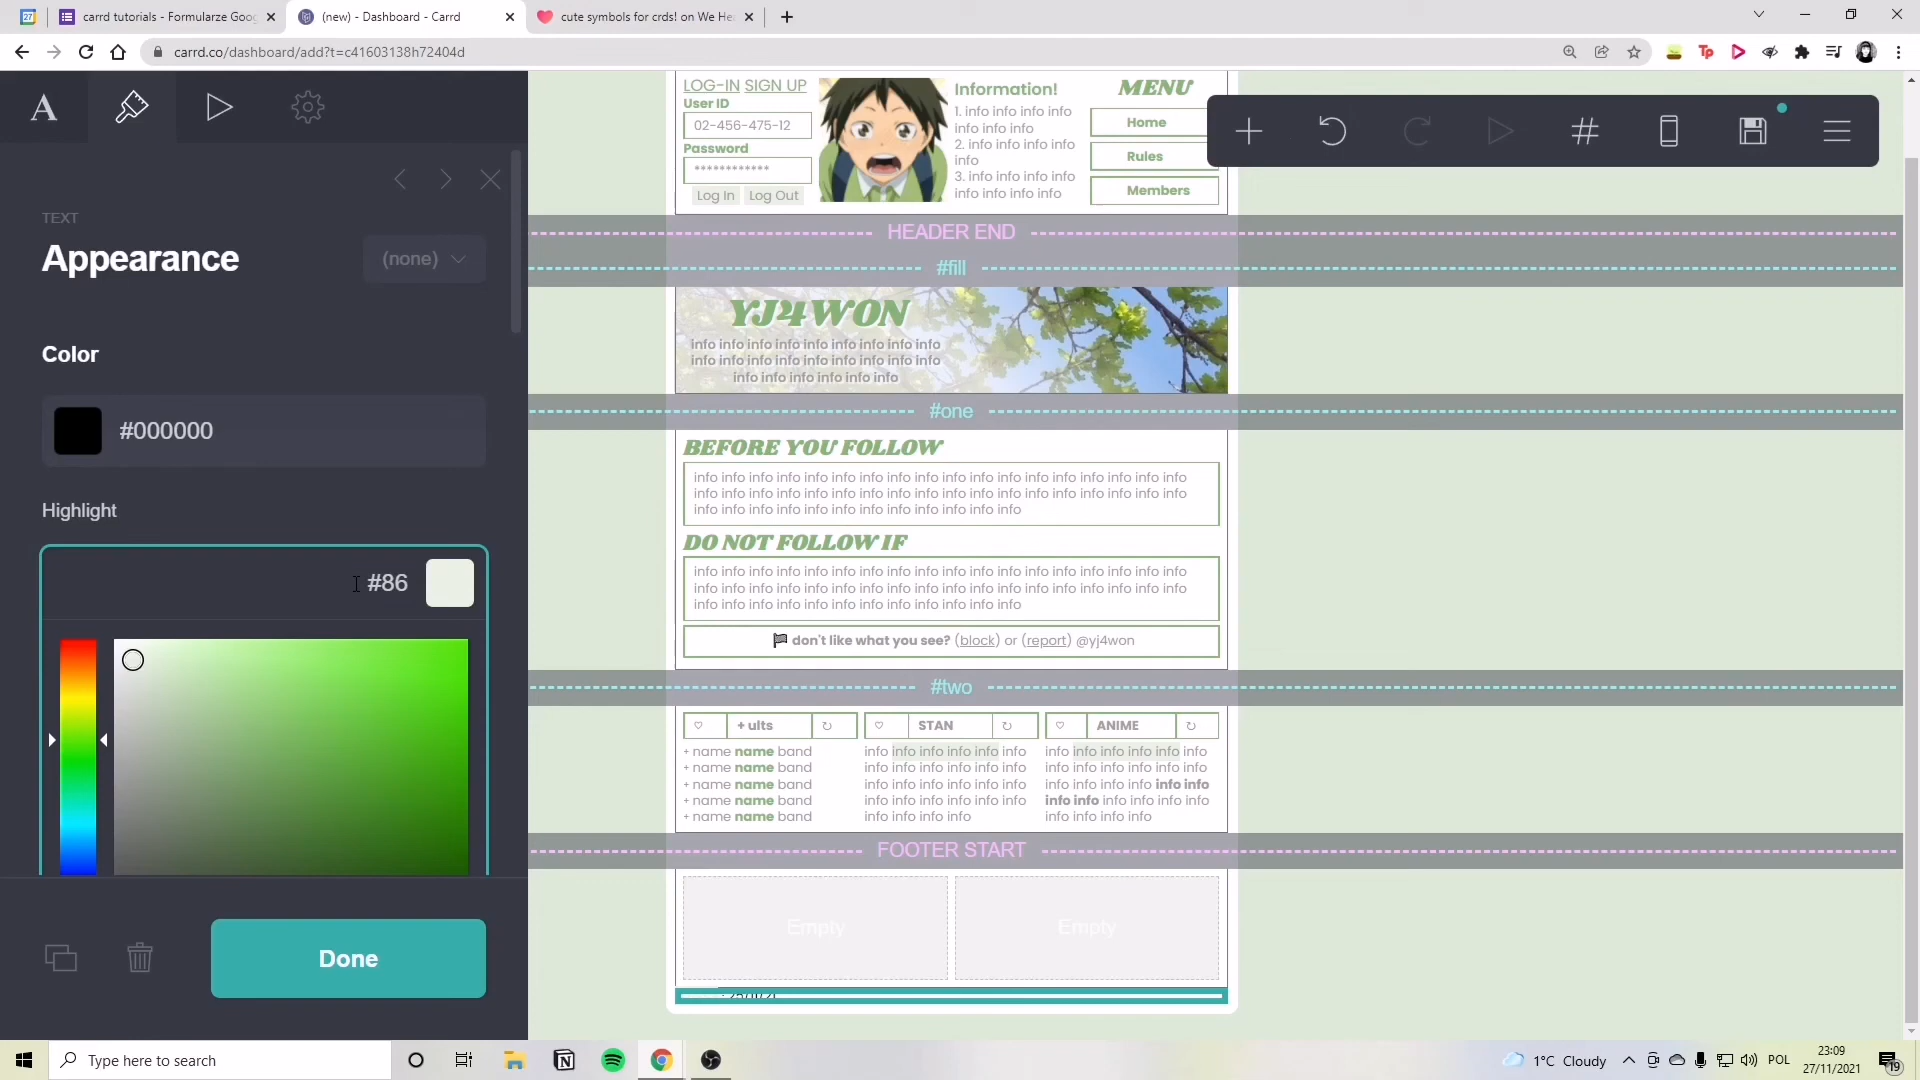 carrd tutorials - Formularze Goog
(new) - Dashboard - Carrd
cute symbols for crds! on We Hea
carrd.co/dashboard/add?t=c41603138h72404d
TEXT
Appearance
(none)
Color
#000000
Highlight
#86
Done
LOG-IN SIGN UP
User ID
02-456-475-12
Password
************
Log In
Log Out
Information!
1. info info info
info info info
2. info info info
info
3. info info info
info info info
MENU
Home
Rules
Members
HEADER END
#fill
YJ4WON
info info info info info info info info info
info info info info info info info info info
info info info info info info
#one
BEFORE YOU FOLLOW
info info info info info info info info info info info info info info info info info info
info info info info info info info info info info info info info info info info info info
info info info info info info info info info info info info
DO NOT FOLLOW IF
info info info info info info info info info info info info info info info info info info
info info info info info info info info info info info info info info info info info info
info info info info info info info info info info info info
don't like what you see? (block) or (report) @yj4won
#two
♡ + ults ↻
+ name name band
+ name name band
+ name name band
+ name name band
+ name name band
♡ STAN ↻
info info info info info info
info info info info info info
info info info info info info
info info info info info info
info info info info
♡ ANIME ↻
info info info info info info
info info info info info info
info info info info info info
info info info info info info
info info info info
FOOTER START
Empty
Empty
Type here to search
1°C Cloudy
POL
23:09
27/11/2021
19